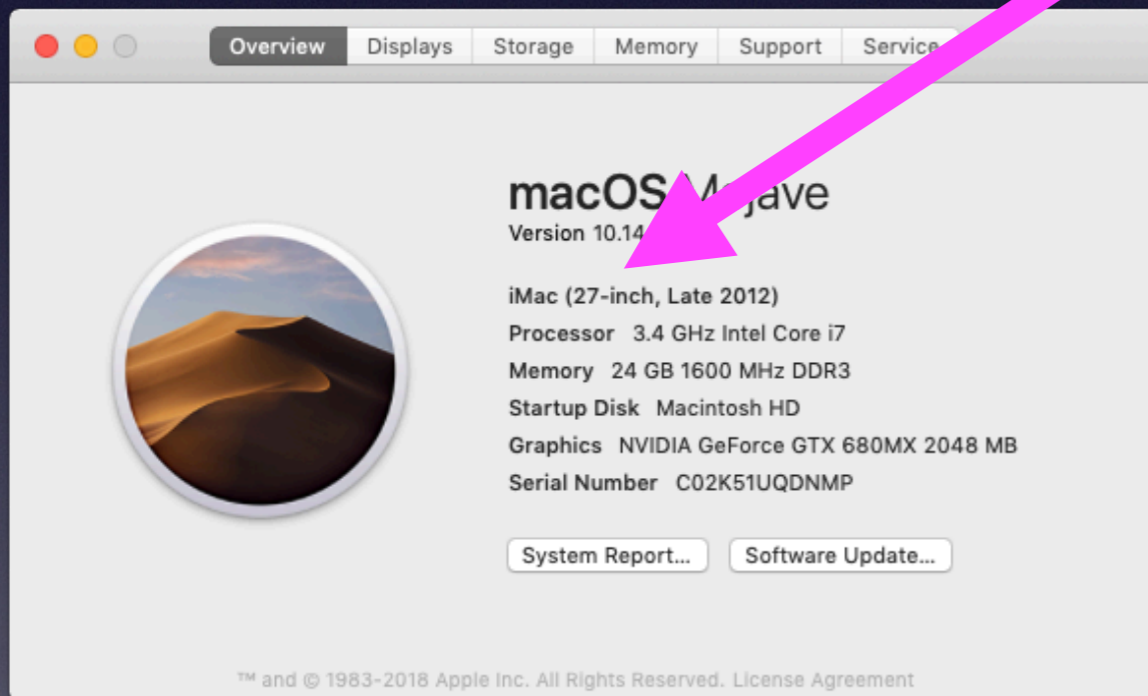 Overview Displays Storage Memory Support Service
macOS Mojave
Version 10.14
iMac (27-inch, Late 2012)
Processor 3.4 GHz Intel Core i7
Memory 24 GB 1600 MHz DDR3
Startup Disk Macintosh HD
Graphics NVIDIA GeForce GTX 680MX 2048 MB
Serial Number C02K51UQDNMP
System Report... Software Update...
™ and © 1983-2018 Apple Inc. All Rights Reserved. License Agreement